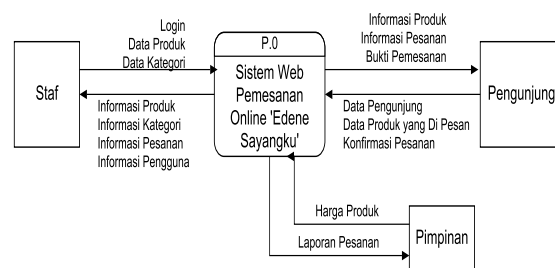 Login
Data Produk
Data Kategori
Staf
Informasi Produk
Informasi Kategori
Informasi Pesanan
Informasi Pengguna
P.0
Sistem Web
Pemesanan
Online 'Edene
Sayangku'
Informasi Produk
Informasi Pesanan
Bukti Pemesanan
Pengunjung
Data Pengunjung
Data Produk yang Di Pesan
Konfirmasi Pesanan
Harga Produk
Laporan Pesanan
Pimpinan